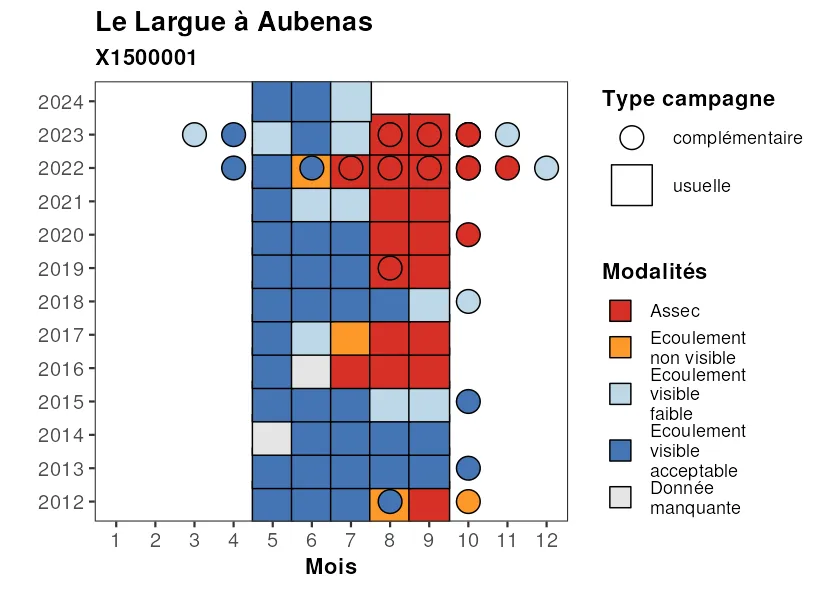 Le Largue à Aubenas
X1500001
2024
2023
2022
2021
2020
2019
2018
2017
2016
2015
2014
2013
2012
1 2 3 4 5 6 7 8 9 10 11 12
Mois
Type campagne
complémentaire
usuelle
Modalités
Assec
Ecoulement
non visible
Ecoulement
visible
faible
Ecoulement
visible
acceptable
Donnée
manquante